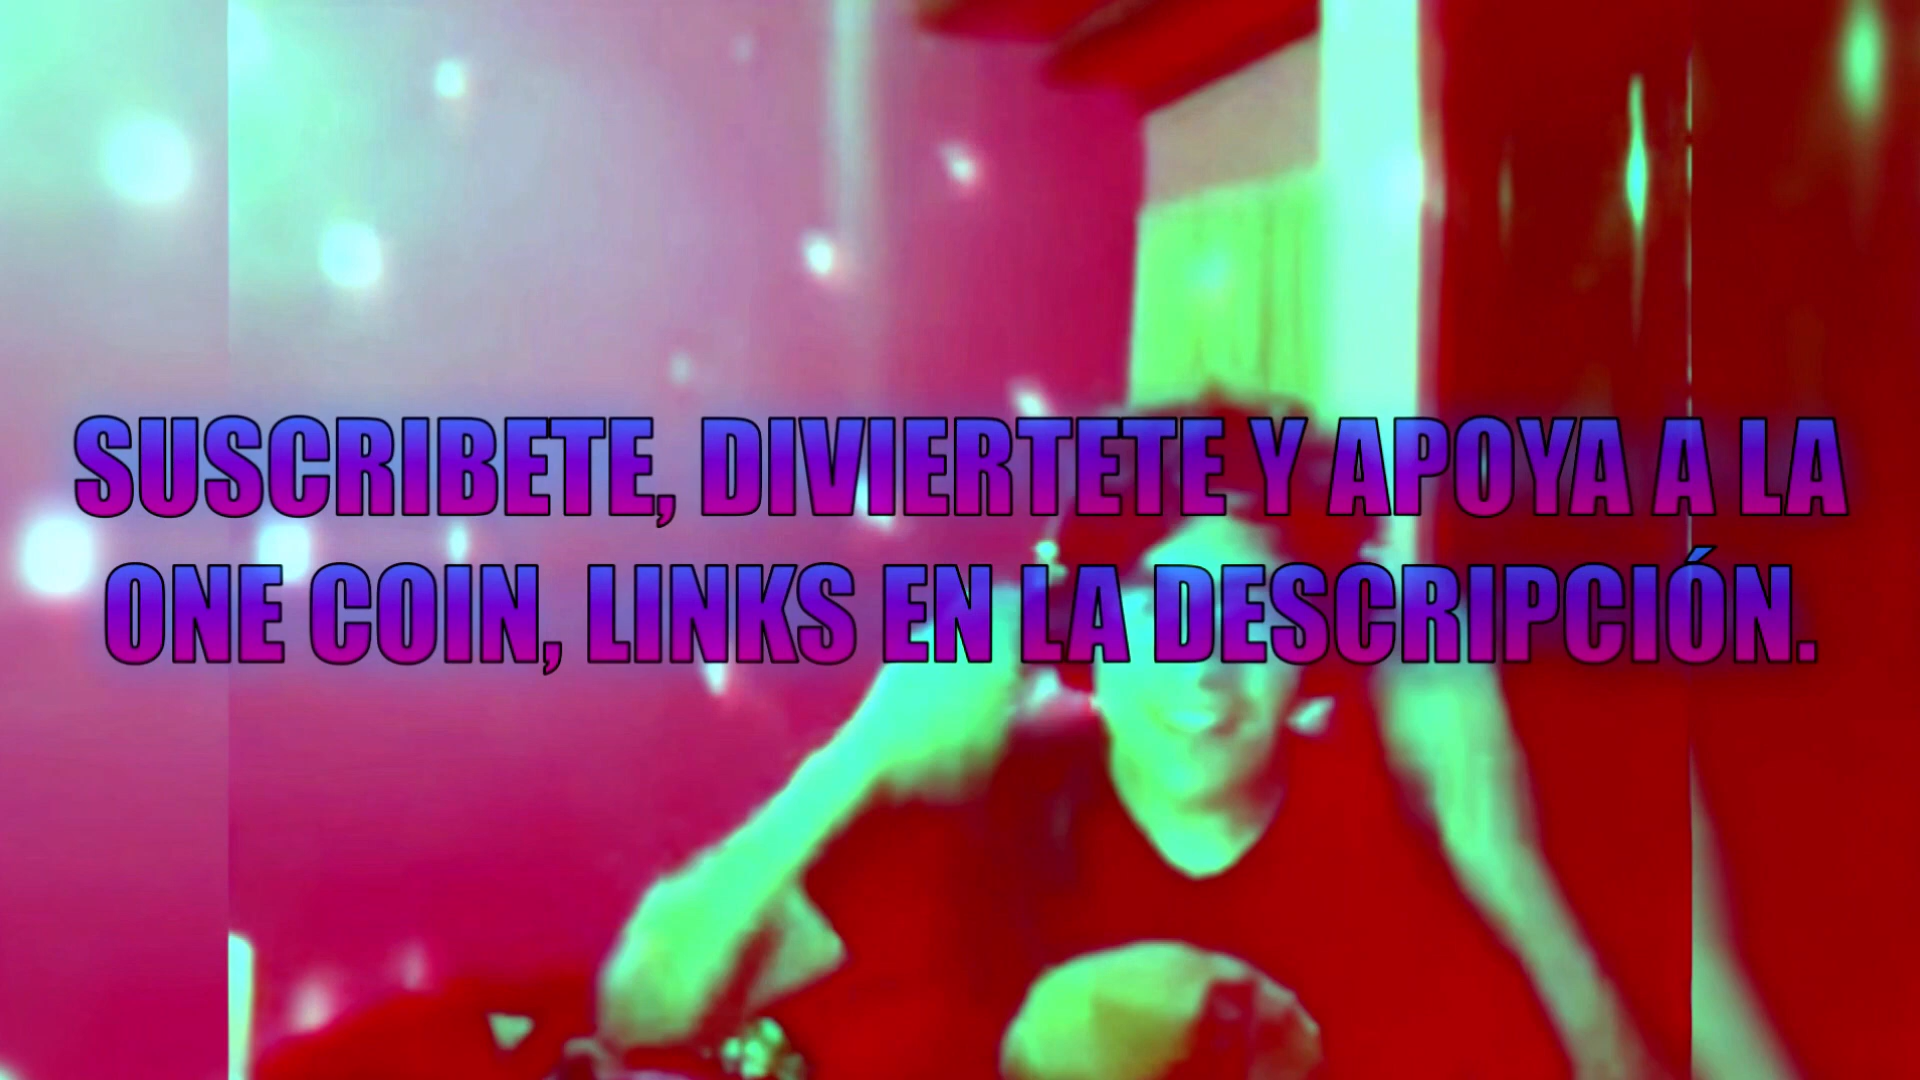 SUSCRIBETE, DIVIERTETE Y APOYA A LA
ONE COIN, LINKS EN LA DESCRIPCIÓN.